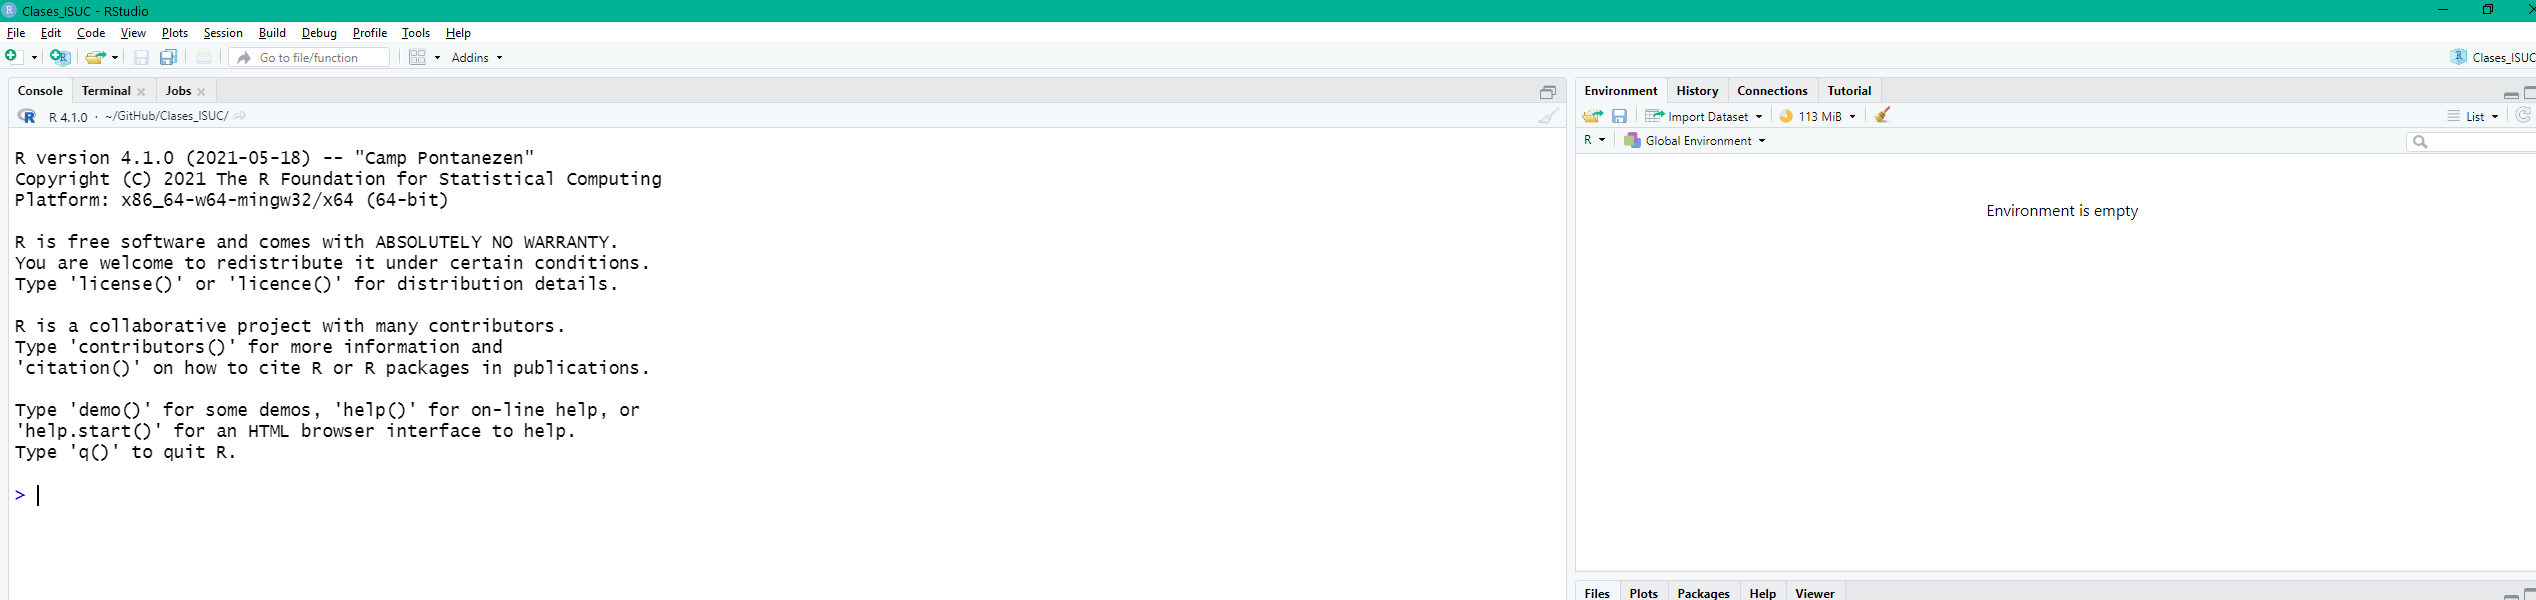 Clases_ISUC - RStudio
File Edit Code View Plots Session Build Debug Profile Tools Help
Go to file/function Addins Clases_ISUC
Console Terminal Jobs
R 4.1.0 · ~/GitHub/Clases_ISUC/
R version 4.1.0 (2021-05-18) -- "Camp Pontanezen"
Copyright (C) 2021 The R Foundation for Statistical Computing
Platform: x86_64-w64-mingw32/x64 (64-bit)
R is free software and comes with ABSOLUTELY NO WARRANTY.
You are welcome to redistribute it under certain conditions.
Type 'license()' or 'licence()' for distribution details.
R is a collaborative project with many contributors.
Type 'contributors()' for more information and
'citation()' on how to cite R or R packages in publications.
Type 'demo()' for some demos, 'help()' for on-line help, or
'help.start()' for an HTML browser interface to help.
Type 'q()' to quit R.
>
Environment History Connections Tutorial
Import Dataset 113 MiB List
R Global Environment
Environment is empty
Files Plots Packages Help Viewer